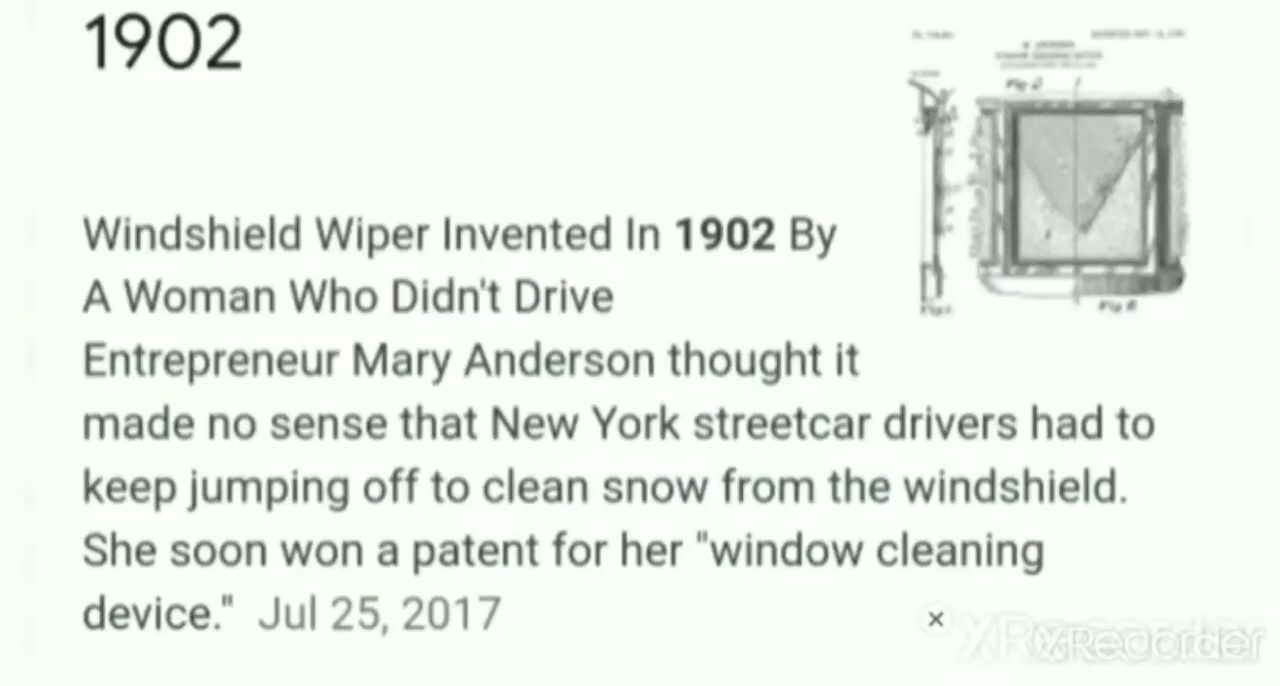 1902
Windshield Wiper Invented In 1902 By
A Woman Who Didn't Drive
Entrepreneur Mary Anderson thought it
made no sense that New York streetcar drivers had to
keep jumping off to clean snow from the windshield.
She soon won a patent for her "window cleaning
device." Jul 25, 2017
XRecorder